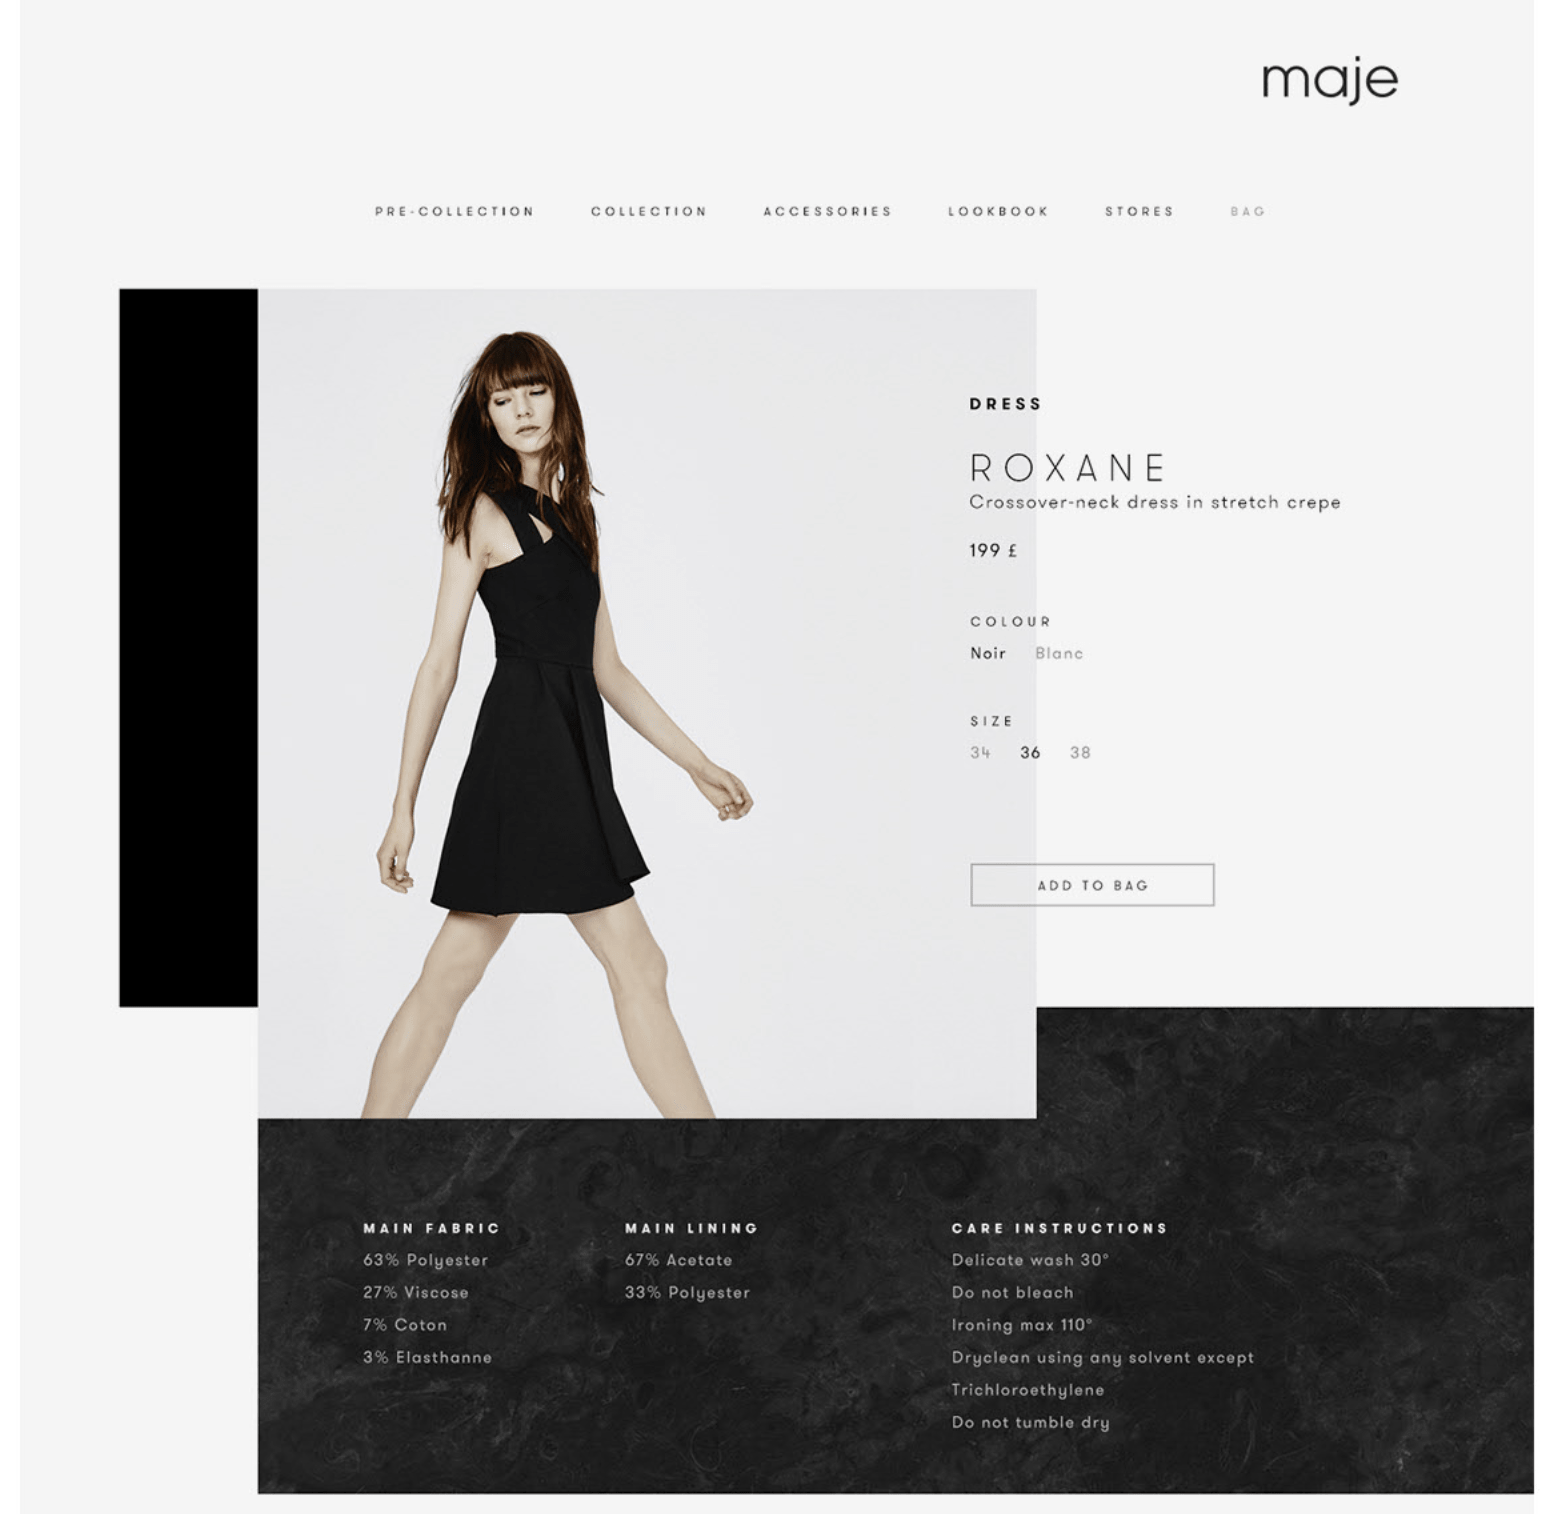 maje
PRE-COLLECTION COLLECTION ACCESSORIES LOOKBOOK STORES BAG
DRESS
ROXANE
Crossover-neck dress in stretch crepe
199 £
COLOUR
Noir Blanc
SIZE
34 36 38
ADD TO BAG
MAIN FABRIC
63% Polyester
27% Viscose
7% Coton
3% Elasthanne
MAIN LINING
67% Acetate
33% Polyester
CARE INSTRUCTIONS
Delicate wash 30°
Do not bleach
Ironing max 110°
Dryclean using any solvent except
Trichloroethylene
Do not tumble dry